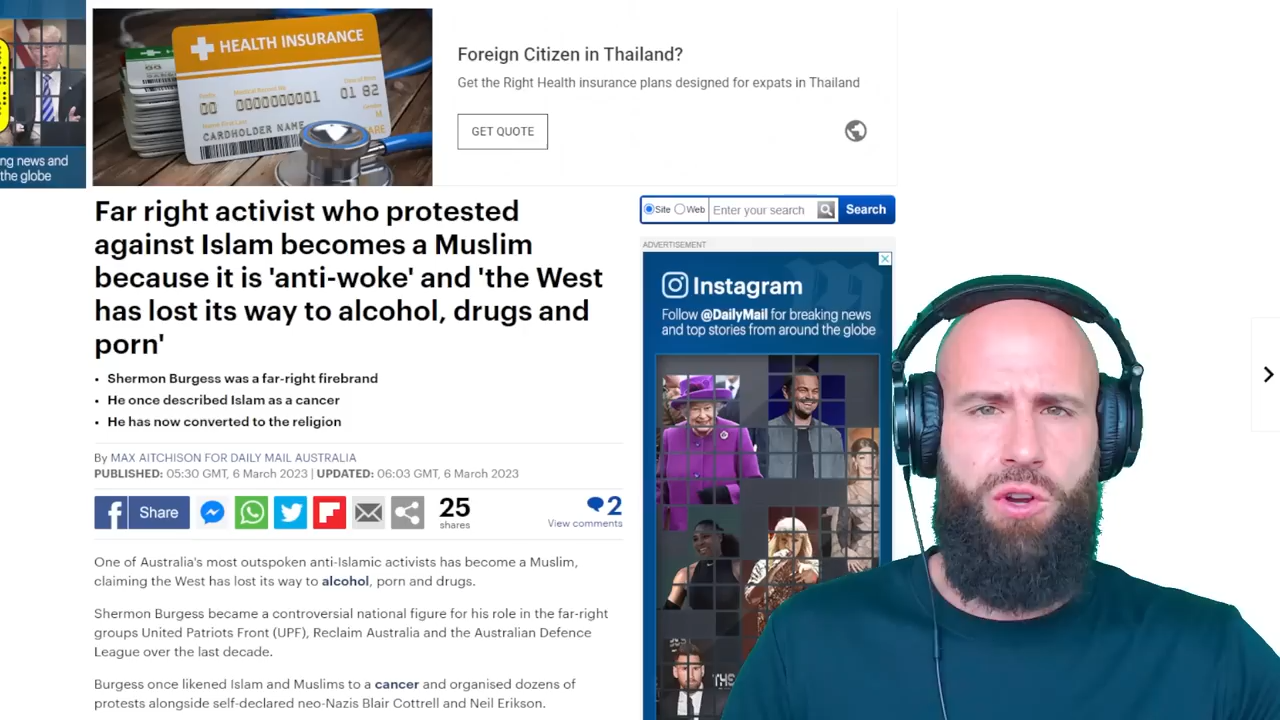 HEALTH INSURANCE
0000000001
01 82
CARDHOLDER NAME
Foreign Citizen in Thailand?
Get the Right Health insurance plans designed for expats in Thailand
GET QUOTE
ng news and
the globe
Far right activist who protested
against Islam becomes a Muslim
because it is 'anti-woke' and 'the West
has lost its way to alcohol, drugs and
porn'
• Shermon Burgess was a far-right firebrand
• He once described Islam as a cancer
• He has now converted to the religion
By MAX AITCHISON FOR DAILY MAIL AUSTRALIA
PUBLISHED: 05:30 GMT, 6 March 2023 | UPDATED: 06:03 GMT, 6 March 2023
Share
25
shares
2
View comments
One of Australia's most outspoken anti-Islamic activists has become a Muslim,
claiming the West has lost its way to alcohol, porn and drugs.
Shermon Burgess became a controversial national figure for his role in the far-right
groups United Patriots Front (UPF), Reclaim Australia and the Australian Defence
League over the last decade.
Burgess once likened Islam and Muslims to a cancer and organised dozens of
protests alongside self-declared neo-Nazis Blair Cottrell and Neil Erikson.
Site Web Enter your search Search
ADVERTISEMENT
Instagram
Follow @DailyMail for breaking news
and top stories from around the globe